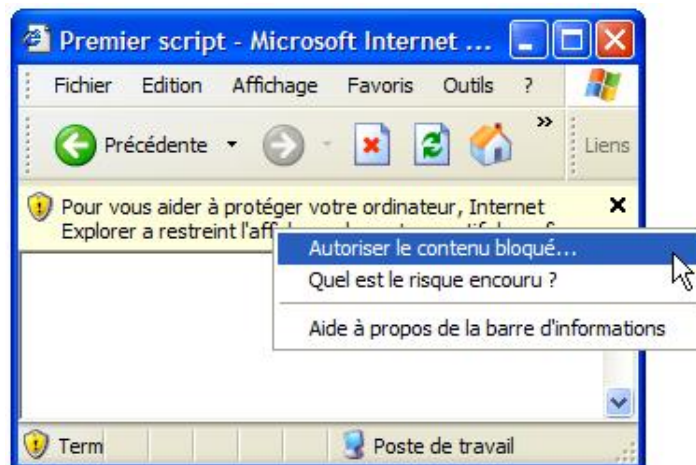 Premier script - Microsoft Internet ...
Fichier Edition Affichage Favoris Outils ?
Précédente » Liens
Pour vous aider à protéger votre ordinateur, Internet
Explorer a restreint
Autoriser le contenu bloqué...
Quel est le risque encouru ?
Aide à propos de la barre d'informations
Term Poste de travail